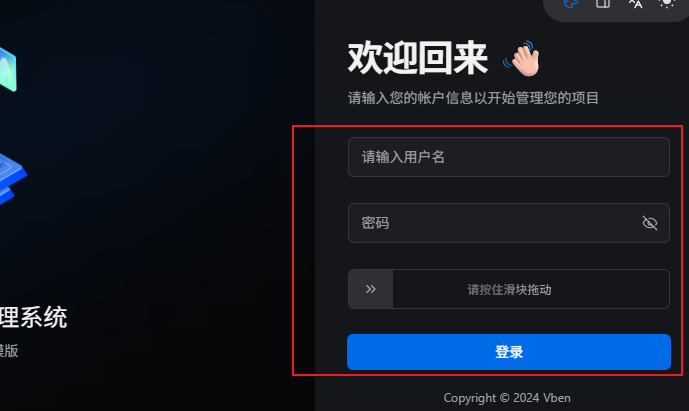 欢迎回来
请输入您的帐户信息以开始管理您的项目
请输入用户名
密码
请按住滑块拖动
登录
理系统
模版
Copyright © 2024 Vben